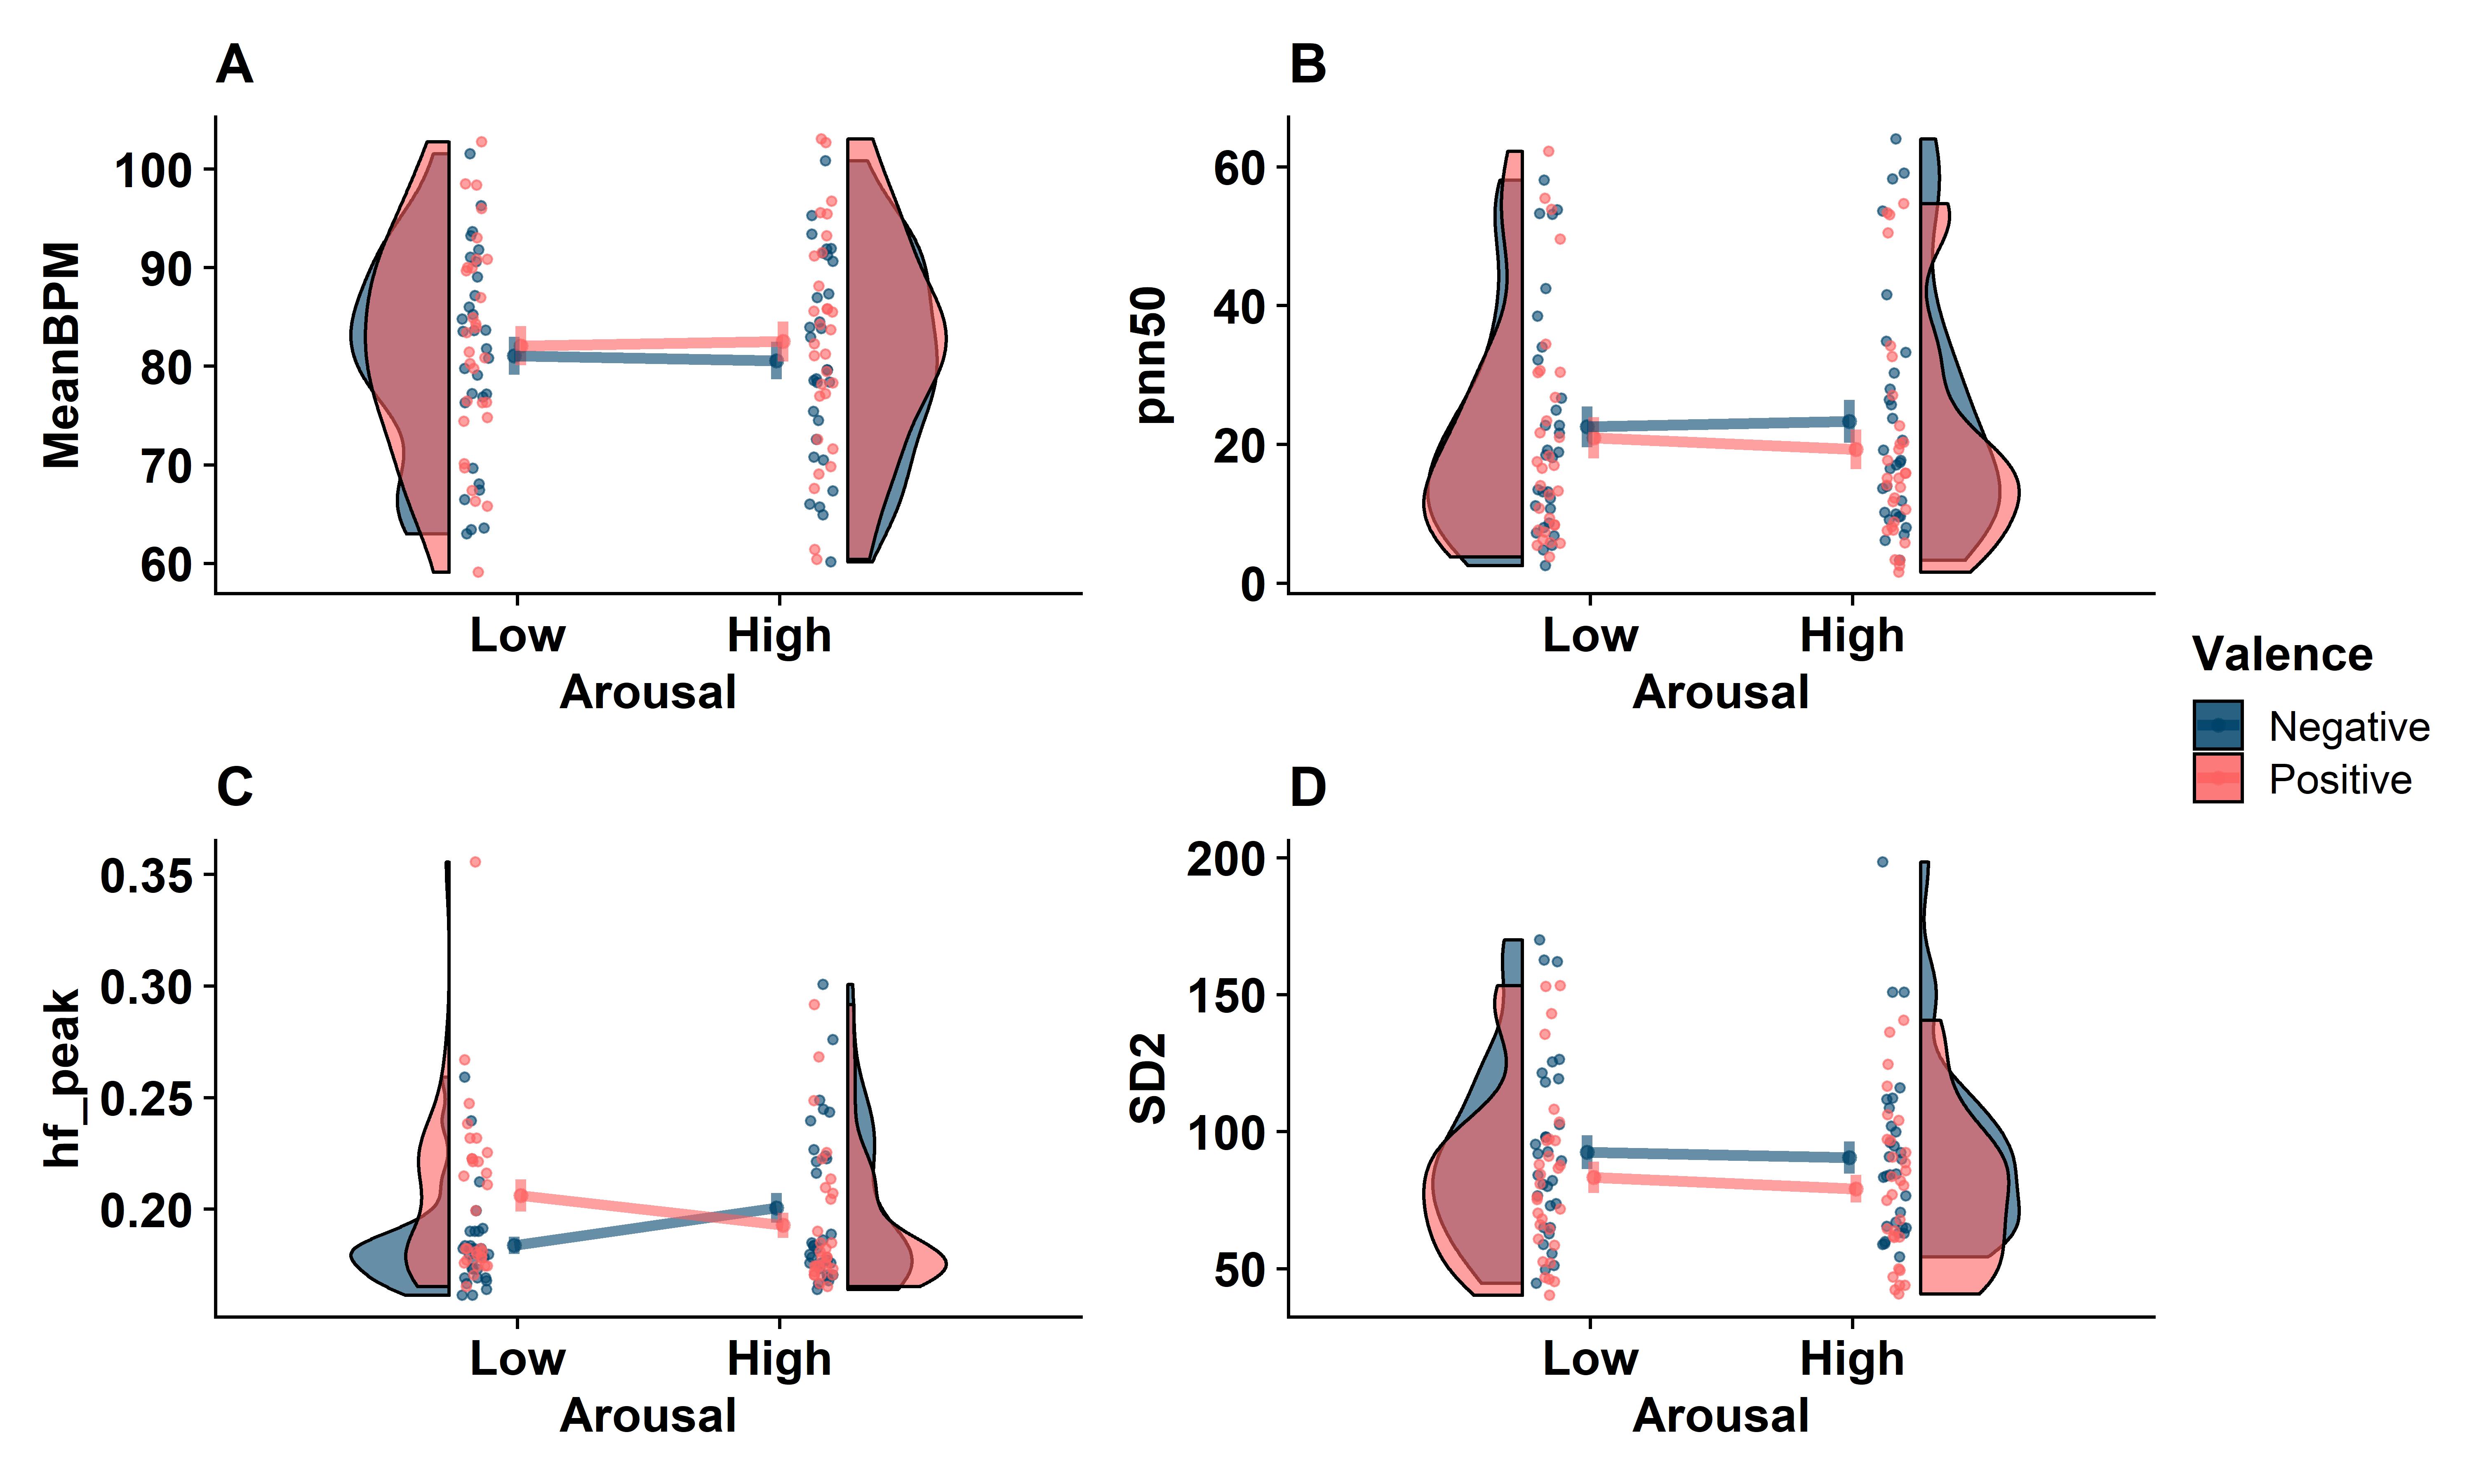 A
MeanBPM
100
90
80
70
60
Low High
Arousal
B
pnn50
60
40
20
0
Low High
Arousal
Valence
Negative
Positive
C
hf_peak
0.35
0.30
0.25
0.20
Low High
Arousal
D
SD2
200
150
100
50
Low High
Arousal